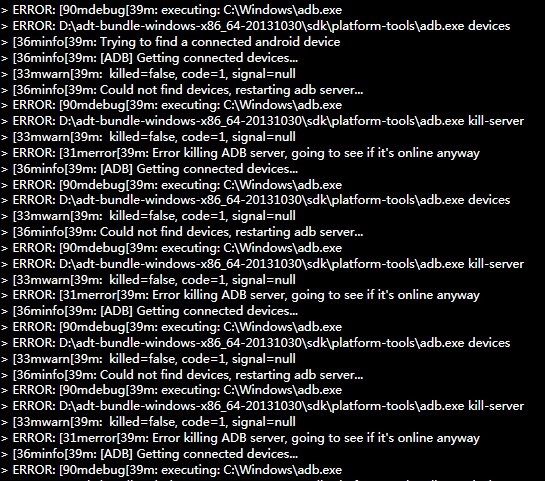 > ERROR: [90mdebug[39m: executing: C:\Windows\adb.exe
> ERROR: D:\adt-bundle-windows-x86_64-20131030\sdk\platform-tools\adb.exe devices
> [36minfo[39m: Trying to find a connected android device
> [36minfo[39m: [ADB] Getting connected devices...
> [33mwarn[39m:  killed=false, code=1, signal=null
> [36minfo[39m: Could not find devices, restarting adb server...
> ERROR: [90mdebug[39m: executing: C:\Windows\adb.exe
> ERROR: D:\adt-bundle-windows-x86_64-20131030\sdk\platform-tools\adb.exe kill-server
> [33mwarn[39m:  killed=false, code=1, signal=null
> ERROR: [31merror[39m: Error killing ADB server, going to see if it's online anyway
> [36minfo[39m: [ADB] Getting connected devices...
> ERROR: [90mdebug[39m: executing: C:\Windows\adb.exe
> ERROR: D:\adt-bundle-windows-x86_64-20131030\sdk\platform-tools\adb.exe devices
> [33mwarn[39m:  killed=false, code=1, signal=null
> [36minfo[39m: Could not find devices, restarting adb server...
> ERROR: [90mdebug[39m: executing: C:\Windows\adb.exe
> ERROR: D:\adt-bundle-windows-x86_64-20131030\sdk\platform-tools\adb.exe kill-server
> [33mwarn[39m:  killed=false, code=1, signal=null
> ERROR: [31merror[39m: Error killing ADB server, going to see if it's online anyway
> [36minfo[39m: [ADB] Getting connected devices...
> ERROR: [90mdebug[39m: executing: C:\Windows\adb.exe
> ERROR: D:\adt-bundle-windows-x86_64-20131030\sdk\platform-tools\adb.exe devices
> [33mwarn[39m:  killed=false, code=1, signal=null
> [36minfo[39m: Could not find devices, restarting adb server...
> ERROR: [90mdebug[39m: executing: C:\Windows\adb.exe
> ERROR: D:\adt-bundle-windows-x86_64-20131030\sdk\platform-tools\adb.exe kill-server
> [33mwarn[39m:  killed=false, code=1, signal=null
> ERROR: [31merror[39m: Error killing ADB server, going to see if it's online anyway
> [36minfo[39m: [ADB] Getting connected devices...
> ERROR: [90mdebug[39m: executing: C:\Windows\adb.exe